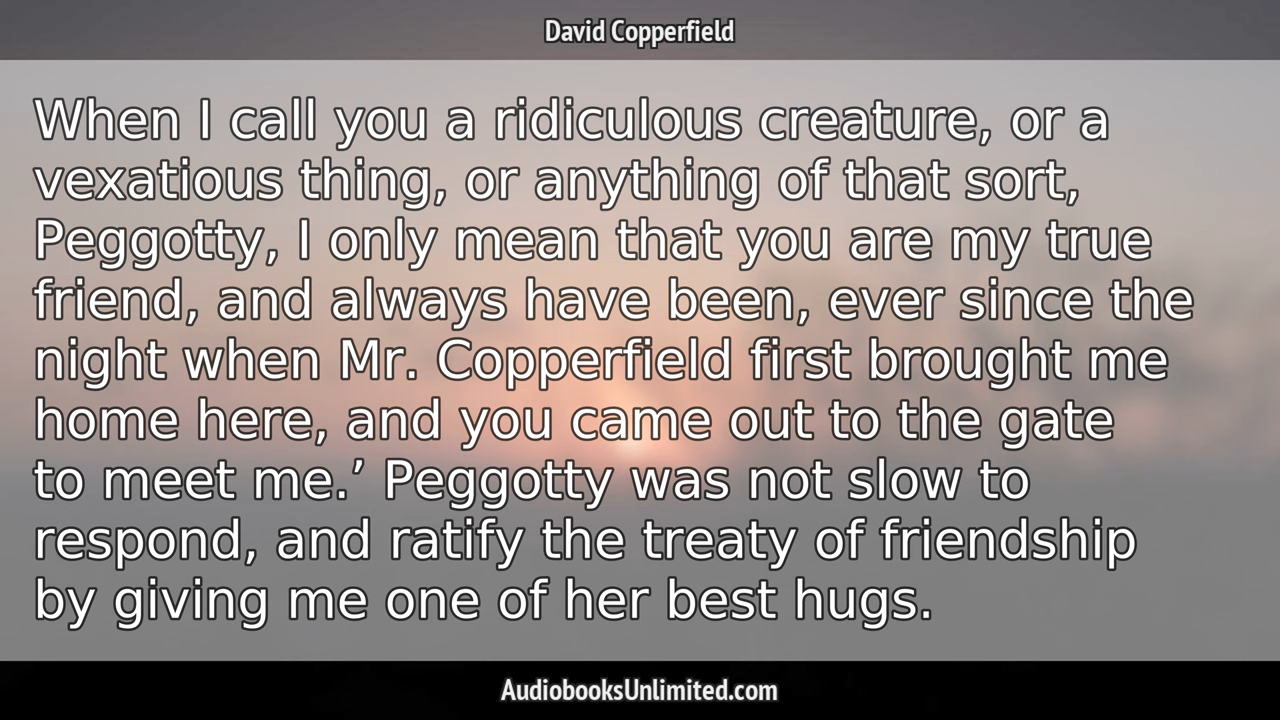 David Copperfield
When I call you a ridiculous creature, or a
vexatious thing, or anything of that sort,
Peggotty, I only mean that you are my true
friend, and always have been, ever since the
night when Mr. Copperfield first brought me
home here, and you came out to the gate
to meet me.’ Peggotty was not slow to
respond, and ratify the treaty of friendship
by giving me one of her best hugs.
AudiobooksUnlimited.com